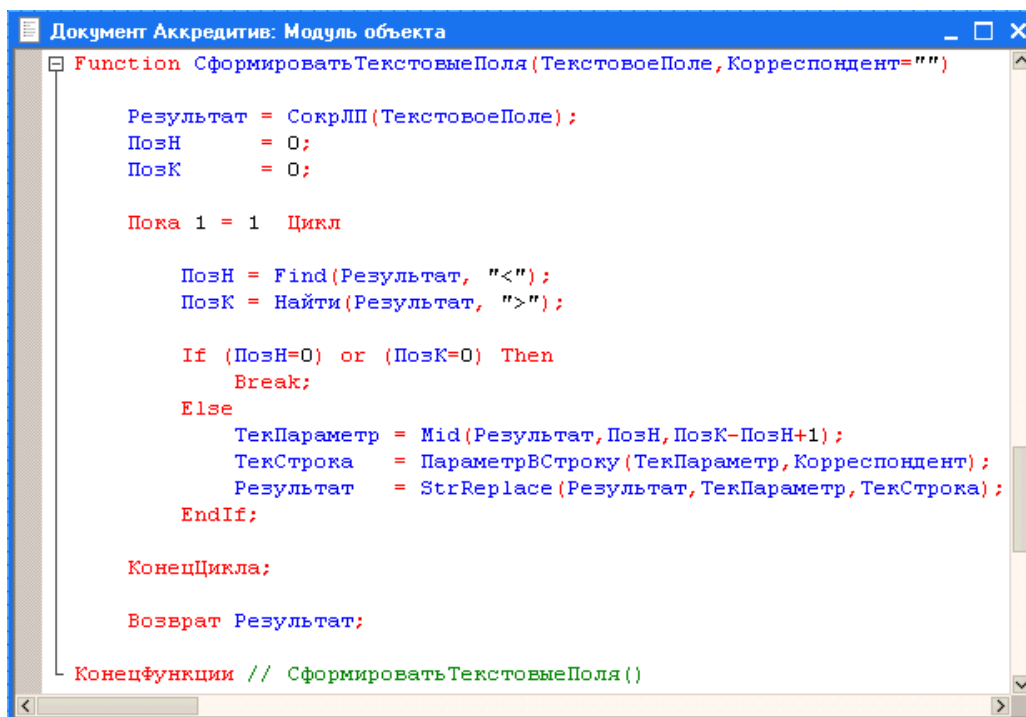 Документ Аккредитив: Модуль объекта
Function СформироватьТекстовыеПоля(ТекстовоеПоле,Корреспондент="")
Результат = СокрЛП(ТекстовоеПоле);
ПозН = 0;
ПозК = 0;
Пока 1 = 1 Цикл
ПозН = Find(Результат, "<");
ПозК = Найти(Результат, ">");
If (ПозН=0) or (ПозК=0) Then
Break;
Else
ТекПараметр = Mid(Результат,ПозН,ПозК-ПозН+1);
ТекСтрока = ПараметрВСтроку(ТекПараметр,Корреспондент);
Результат = StrReplace(Результат,ТекПараметр,ТекСтрока);
EndIf;
КонецЦикла;
Возврат Результат;
КонецФункции // СформироватьТекстовыеПоля()